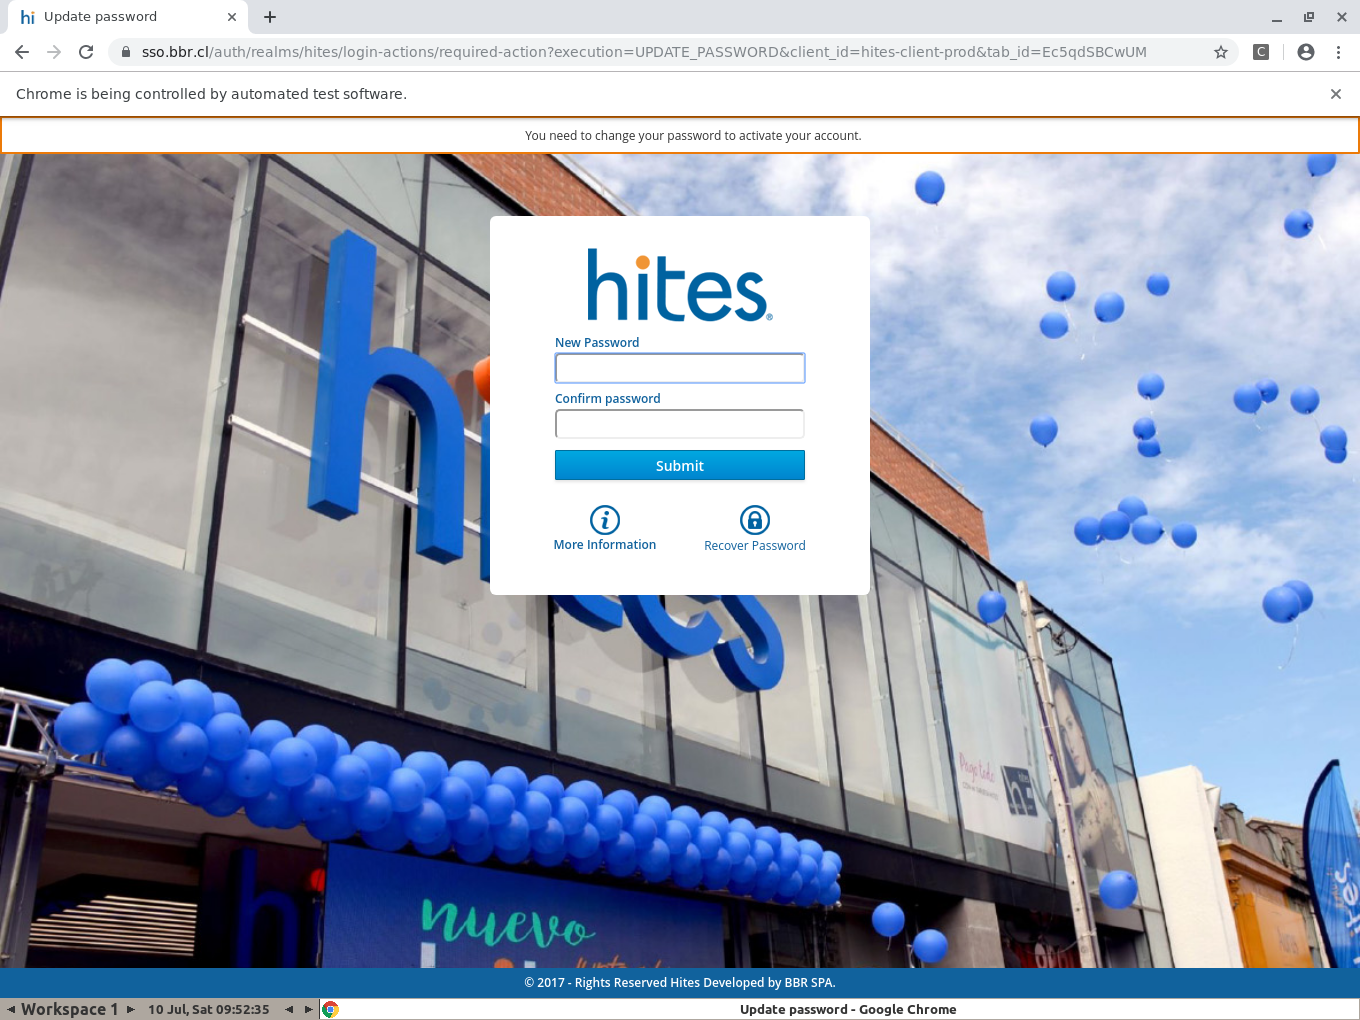 Update password
sso.bbr.cl/auth/realms/hites/login-actions/required-action?execution=UPDATE_PASSWORD&client_id=hites-client-prod&tab_id=Ec5qdSBCwUM
Chrome is being controlled by automated test software.
You need to change your password to activate your account.
hites
New Password
Confirm password
Submit
More Information
Recover Password
nuevo
© 2017 - Rights Reserved Hites Developed by BBR SPA.
Workspace 1
10 Jul, Sat 09:52:35
Update password - Google Chrome